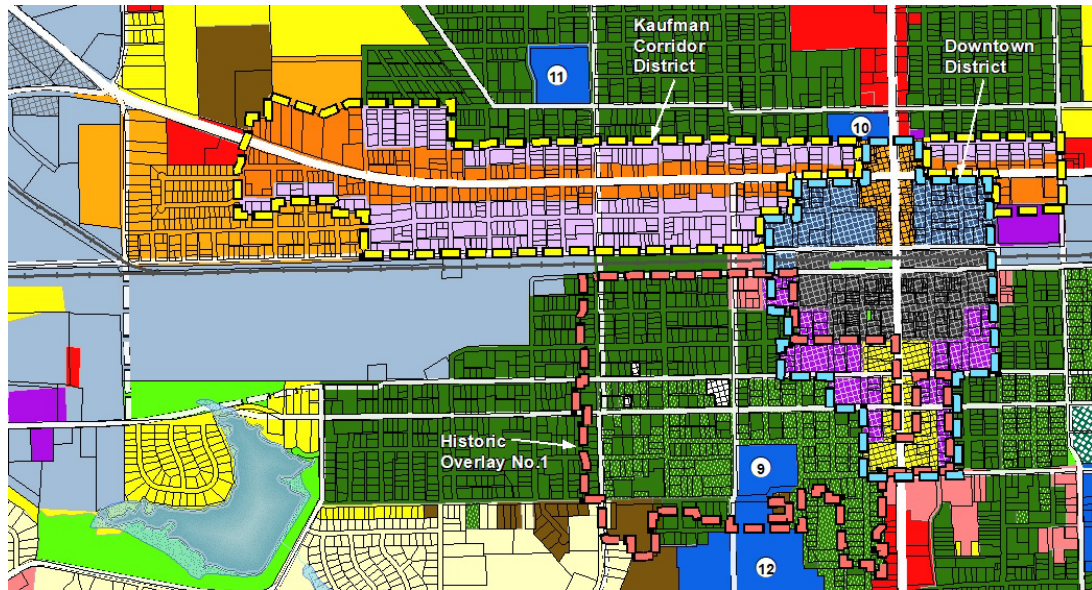 Kaufman
Corridor
District
Downtown
District
11
10
Historic
Overlay No.1
9
12